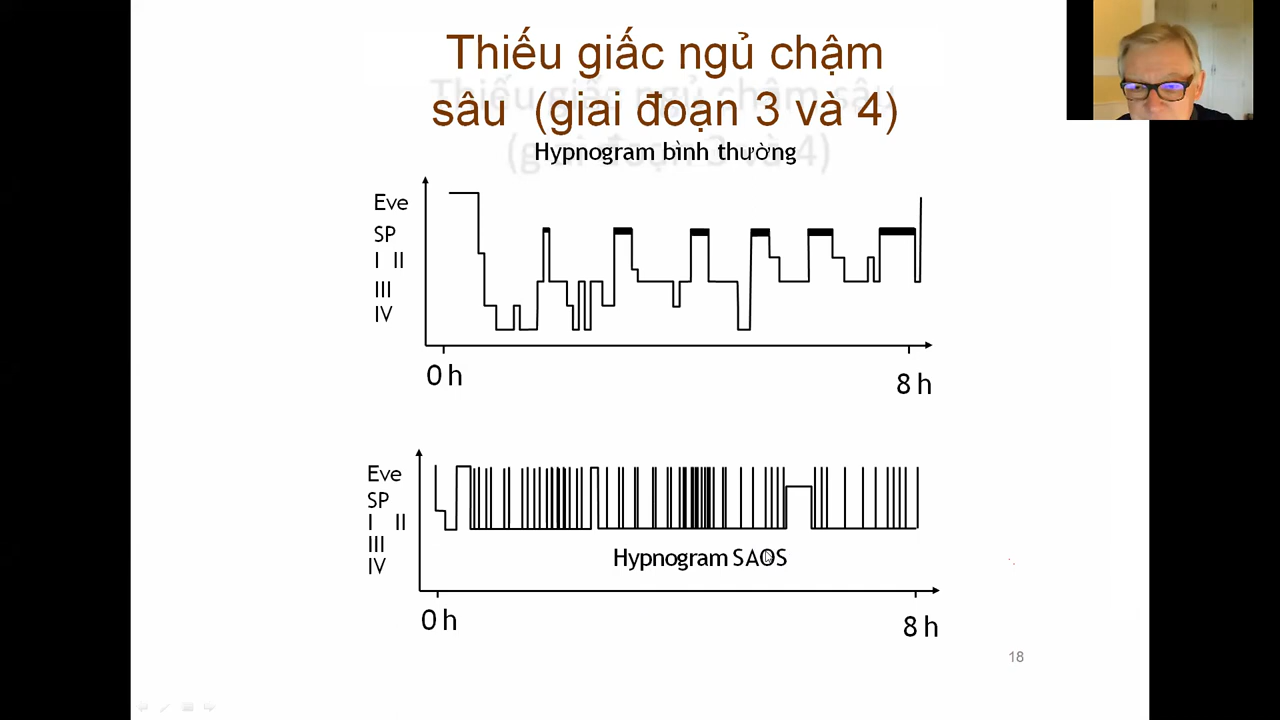 Thiếu giấc ngủ chậm
sâu (giai đoạn 3 và 4)
Hypnogram bình thường
Eve
SP
I II
III
IV
0 h
8 h
Eve
SP
I II
III
IV
Hypnogram SAOS
0 h
8 h
18